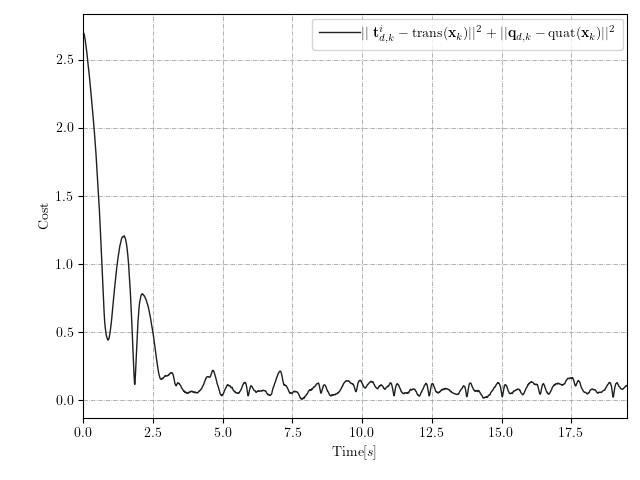 || t^i_{d,k} − trans(x_k)||^2 + ||q_{d,k} − quat(x_k)||^2
2.5
2.0
1.5
1.0
0.5
0.0
Cost
0.0 2.5 5.0 7.5 10.0 12.5 15.0 17.5
Time[s]